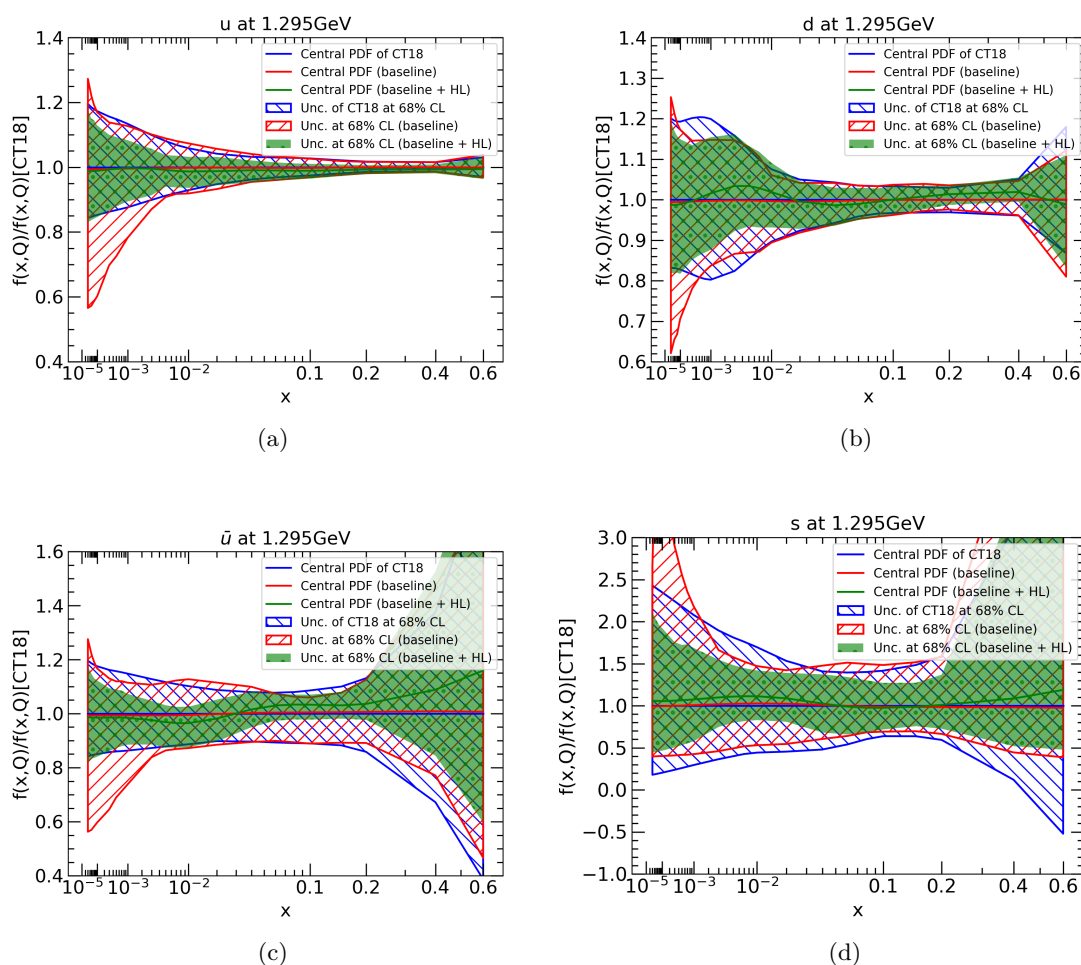 u at 1.295GeV
f(x,Q)/f(x,Q)[CT18]
1.4
1.2
1.0
0.8
0.6
0.4
Central PDF of CT18
Central PDF (baseline)
Central PDF (baseline + HL)
Unc. of CT18 at 68% CL
Unc. at 68% CL (baseline)
Unc. at 68% CL (baseline + HL)
10⁻⁵ 10⁻³ 10⁻² 0.1 0.2 0.4 0.6
x
(a)
d at 1.295GeV
f(x,Q)/f(x,Q)[CT18]
1.4
1.3
1.2
1.1
1.0
0.9
0.8
0.7
0.6
Central PDF of CT18
Central PDF (baseline)
Central PDF (baseline + HL)
Unc. of CT18 at 68% CL
Unc. at 68% CL (baseline)
Unc. at 68% CL (baseline + HL)
10⁻⁵ 10⁻³ 10⁻² 0.1 0.2 0.4 0.6
x
(b)
ū at 1.295GeV
f(x,Q)/f(x,Q)[CT18]
1.6
1.4
1.2
1.0
0.8
0.6
0.4
Central PDF of CT18
Central PDF (baseline)
Central PDF (baseline + HL)
Unc. of CT18 at 68% CL
Unc. at 68% CL (baseline)
Unc. at 68% CL (baseline + HL)
10⁻⁵ 10⁻³ 10⁻² 0.1 0.2 0.4 0.6
x
(c)
s at 1.295GeV
f(x,Q)/f(x,Q)[CT18]
3.0
2.5
2.0
1.5
1.0
0.5
0.0
−0.5
−1.0
Central PDF of CT18
Central PDF (baseline)
Central PDF (baseline + HL)
Unc. of CT18 at 68% CL
Unc. at 68% CL (baseline)
Unc. at 68% CL (baseline + HL)
10⁻⁵ 10⁻³ 10⁻² 0.1 0.2 0.4 0.6
x
(d)